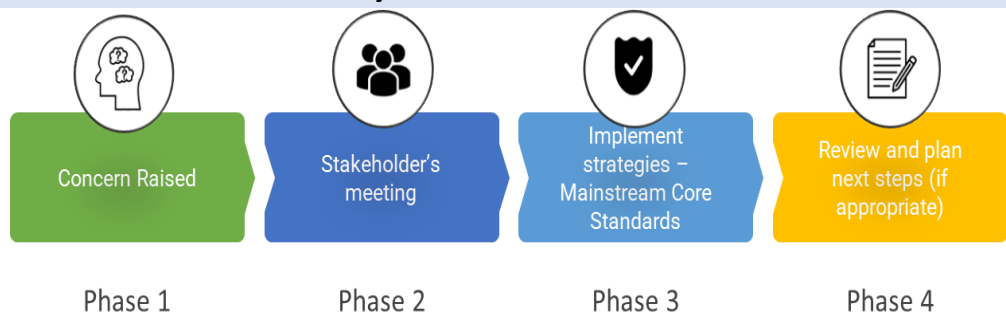 Concern Raised
Stakeholder's
meeting
Implement
strategies –
Mainstream Core
Standards
Review and plan
next steps (if
appropriate)
Phase 1
Phase 2
Phase 3
Phase 4